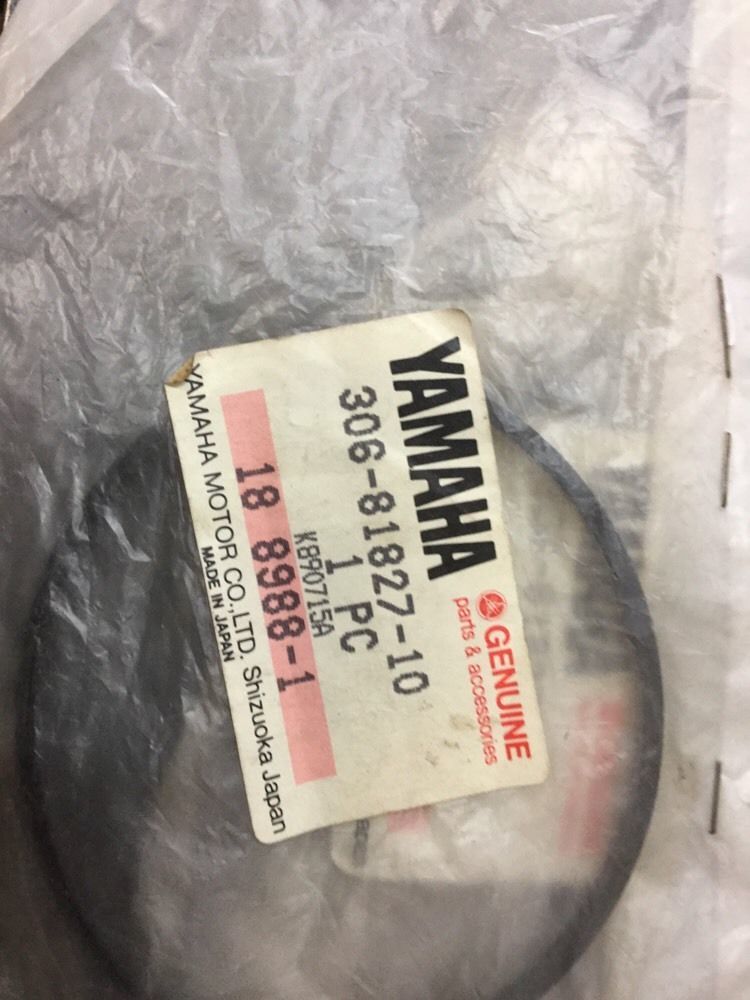 YAMAHA
GENUINE
parts & accessories
306-81827-10
1 PC
K890715A
18 8988-1
YAMAHA MOTOR CO.,LTD. Shizuoka Japan
MADE IN JAPAN